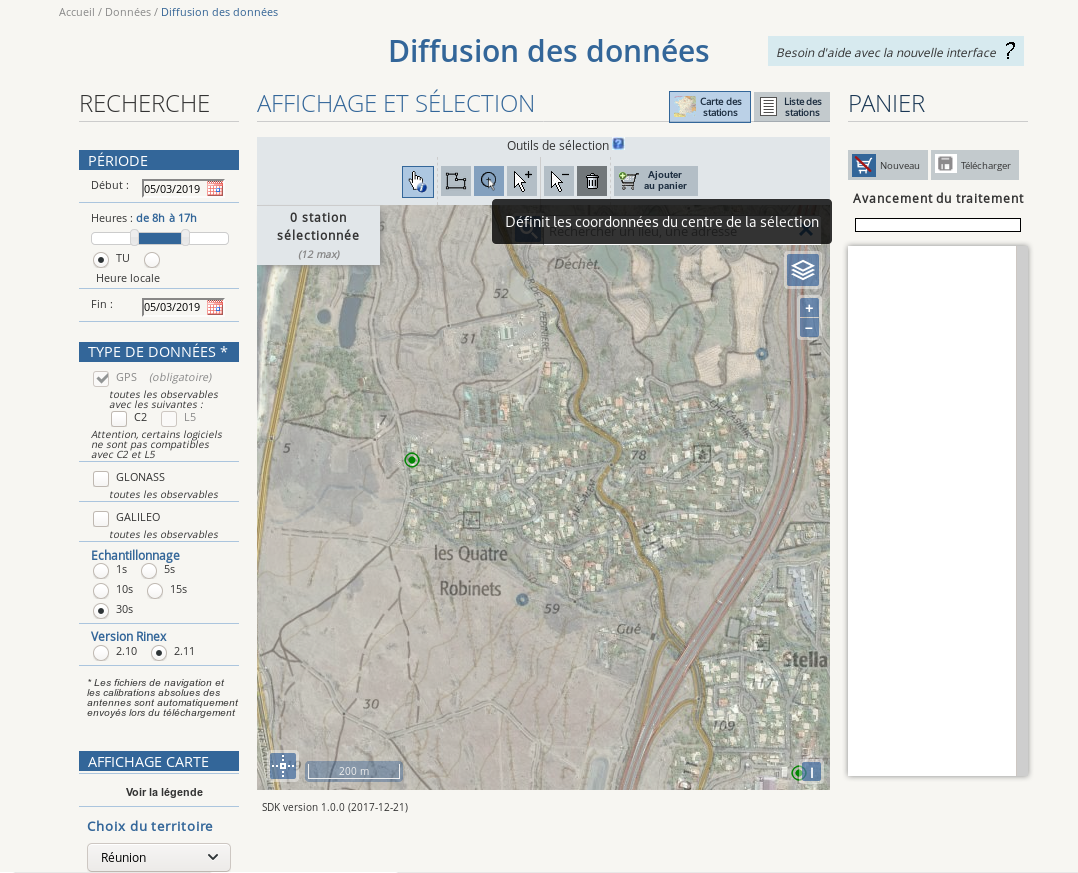 Accueil / Données / Diffusion des données
Diffusion des données
Besoin d'aide avec la nouvelle interface ?
RECHERCHE
AFFICHAGE ET SÉLECTION
Carte des
stations
Liste des
stations
PANIER
PÉRIODE
Début :
05/03/2019
Heures : de 8h à 17h
TU
Heure locale
Fin :
05/03/2019
TYPE DE DONNÉES *
GPS (obligatoire)
toutes les observables
avec les suivantes :
C2
L5
Attention, certains logiciels
ne sont pas compatibles
avec C2 et L5
GLONASS
toutes les observables
GALILEO
toutes les observables
Echantillonnage
1s
5s
10s
15s
30s
Version Rinex
2.10
2.11
* Les fichiers de navigation et
les calibrations absolues des
antennes sont automatiquement
envoyés lors du téléchargement
AFFICHAGE CARTE
Voir la légende
Choix du territoire
Réunion
Outils de sélection ?
Ajouter
au panier
0 station
sélectionnée
(12 max)
Définit les coordonnées du centre de la sélection
Rechercher un lieu, une adresse
Déchèt.
52
31
7
5
78
les Quatre
Robinets
59
Gué
Stella
30
109
N 1
+
−
200 m
SDK version 1.0.0 (2017-12-21)
Nouveau
Télécharger
Avancement du traitement